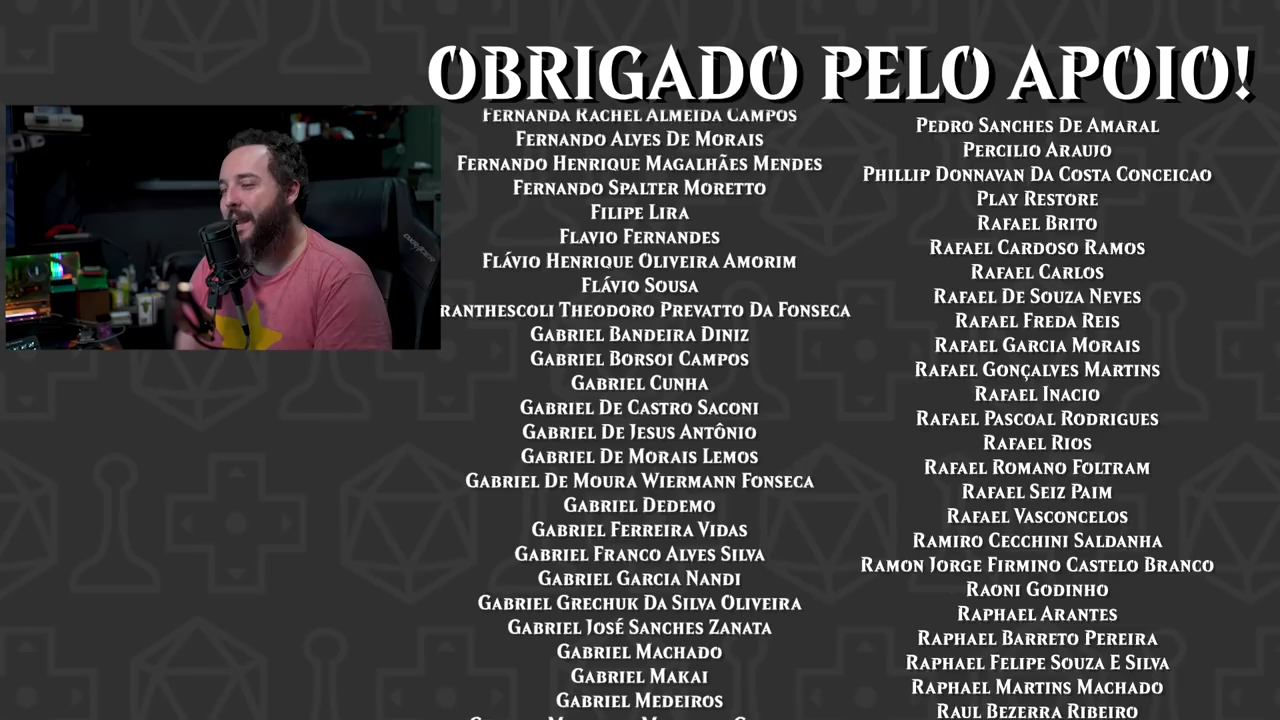 OBRIGADO PELO APOIO!
FERNANDA RACHEL ALMEIDA CAMPOS
FERNANDO ALVES DE MORAIS
FERNANDO HENRIQUE MAGALHÃES MENDES
FERNANDO SPALTER MORETTO
FILIPE LIRA
FLAVIO FERNANDES
FLÁVIO HENRIQUE OLIVEIRA AMORIM
FLÁVIO SOUSA
RANTHESCOLI THEODORO PREVATTO DA FONSECA
GABRIEL BANDEIRA DINIZ
GABRIEL BORSOI CAMPOS
GABRIEL CUNHA
GABRIEL DE CASTRO SACONI
GABRIEL DE JESUS ANTÔNIO
GABRIEL DE MORAIS LEMOS
GABRIEL DE MOURA WIERMANN FONSECA
GABRIEL DEDEMO
GABRIEL FERREIRA VIDAS
GABRIEL FRANCO ALVES SILVA
GABRIEL GARCIA NANDI
GABRIEL GRECHUK DA SILVA OLIVEIRA
GABRIEL JOSÉ SANCHES ZANATA
GABRIEL MACHADO
GABRIEL MAKAI
GABRIEL MEDEIROS
PEDRO SANCHES DE AMARAL
PERCILIO ARAUJO
PHILLIP DONNAVAN DA COSTA CONCEICAO
PLAY RESTORE
RAFAEL BRITO
RAFAEL CARDOSO RAMOS
RAFAEL CARLOS
RAFAEL DE SOUZA NEVES
RAFAEL FREDA REIS
RAFAEL GARCIA MORAIS
RAFAEL GONÇALVES MARTINS
RAFAEL INACIO
RAFAEL PASCOAL RODRIGUES
RAFAEL RIOS
RAFAEL ROMANO FOLTRAM
RAFAEL SEIZ PAIM
RAFAEL VASCONCELOS
RAMIRO CECCHINI SALDANHA
RAMON JORGE FIRMINO CASTELO BRANCO
RAONI GODINHO
RAPHAEL ARANTES
RAPHAEL BARRETO PEREIRA
RAPHAEL FELIPE SOUZA E SILVA
RAPHAEL MARTINS MACHADO
RAUL BEZERRA RIBEIRO